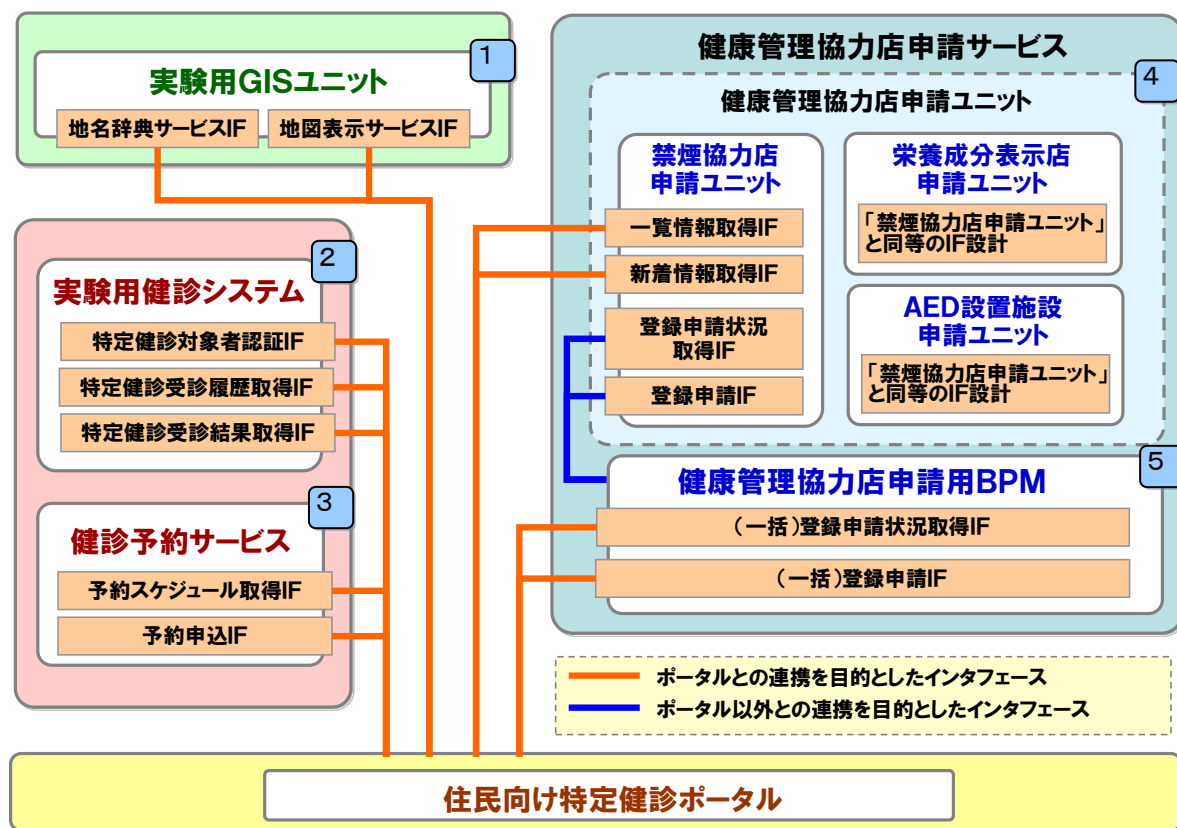 1
実験用GISユニット
地名辞典サービスIF
地図表示サービスIF
2
実験用健診システム
特定健診対象者認証IF
特定健診受診履歴取得IF
特定健診受診結果取得IF
3
健診予約サービス
予約スケジュール取得IF
予約申込IF
健康管理協力店申請サービス
4
健康管理協力店申請ユニット
禁煙協力店
申請ユニット
一覧情報取得IF
新着情報取得IF
登録申請状況
取得IF
登録申請IF
栄養成分表示店
申請ユニット
「禁煙協力店申請ユニット」
と同等のIF設計
AED設置施設
申請ユニット
「禁煙協力店申請ユニット」
と同等のIF設計
5
健康管理協力店申請用BPM
（一括）登録申請状況取得IF
（一括）登録申請IF
ポータルとの連携を目的としたインタフェース
ポータル以外との連携を目的としたインタフェース
住民向け特定健診ポータル